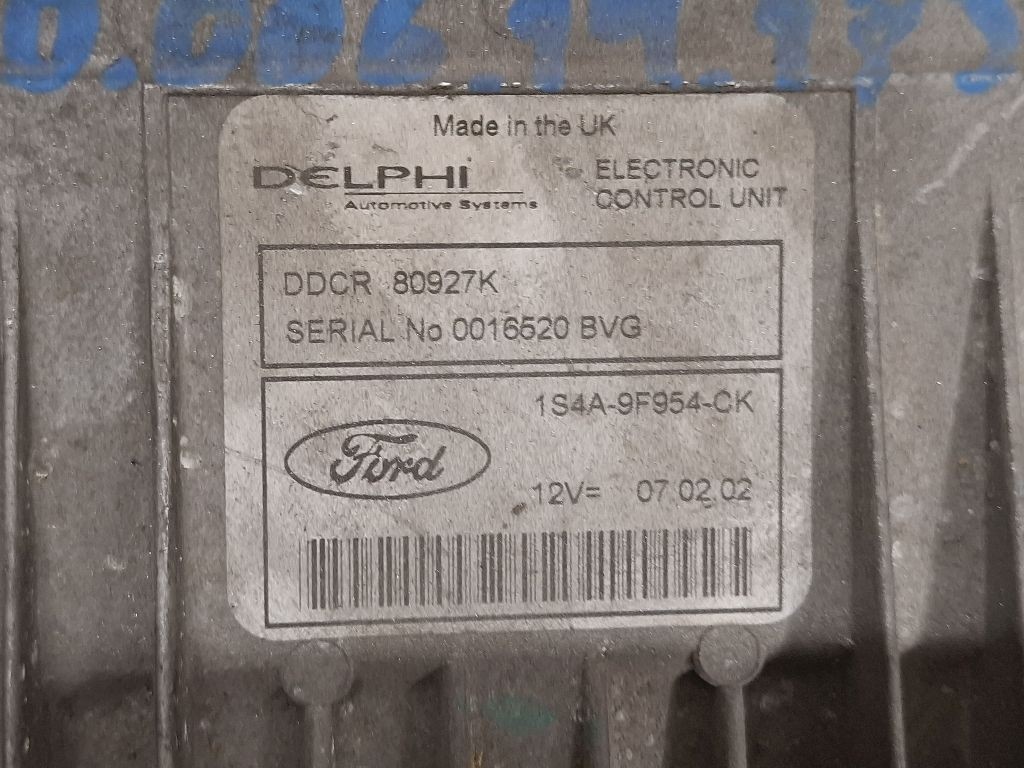 Made in the UK
DELPHI
Automotive Systems
ELECTRONIC
CONTROL UNIT
DDCR 80927K
SERIAL No 0016520 BVG
1S4A-9F954-CK
Ford
12V= 07.02.02